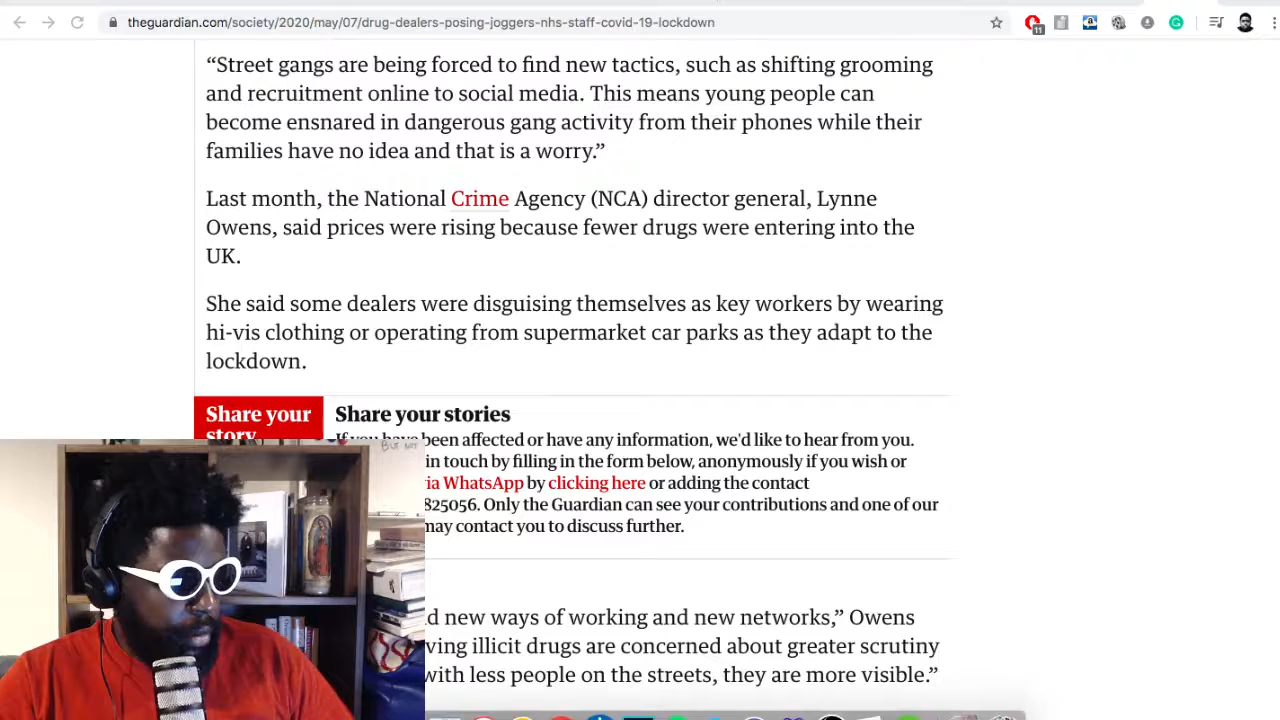 theguardian.com/society/2020/may/07/drug-dealers-posing-joggers-nhs-staff-covid-19-lockdown
11
“Street gangs are being forced to find new tactics, such as shifting grooming
and recruitment online to social media. This means young people can
become ensnared in dangerous gang activity from their phones while their
families have no idea and that is a worry.”
Last month, the National Crime Agency (NCA) director general, Lynne
Owens, said prices were rising because fewer drugs were entering into the
UK.
She said some dealers were disguising themselves as key workers by wearing
hi-vis clothing or operating from supermarket car parks as they adapt to the
lockdown.
Share your
story
Share your stories
If you have been affected or have any information, we'd like to hear from you.
in touch by filling in the form below, anonymously if you wish or
via WhatsApp by clicking here or adding the contact
825056. Only the Guardian can see your contributions and one of our
may contact you to discuss further.
BUT NOT
new ways of working and new networks,” Owens
illicit drugs are concerned about greater scrutiny
with less people on the streets, they are more visible.”